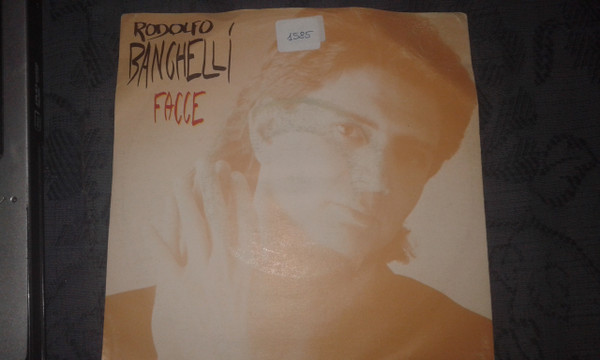 RODOLFO
BANCHELLI
FACCE
1585